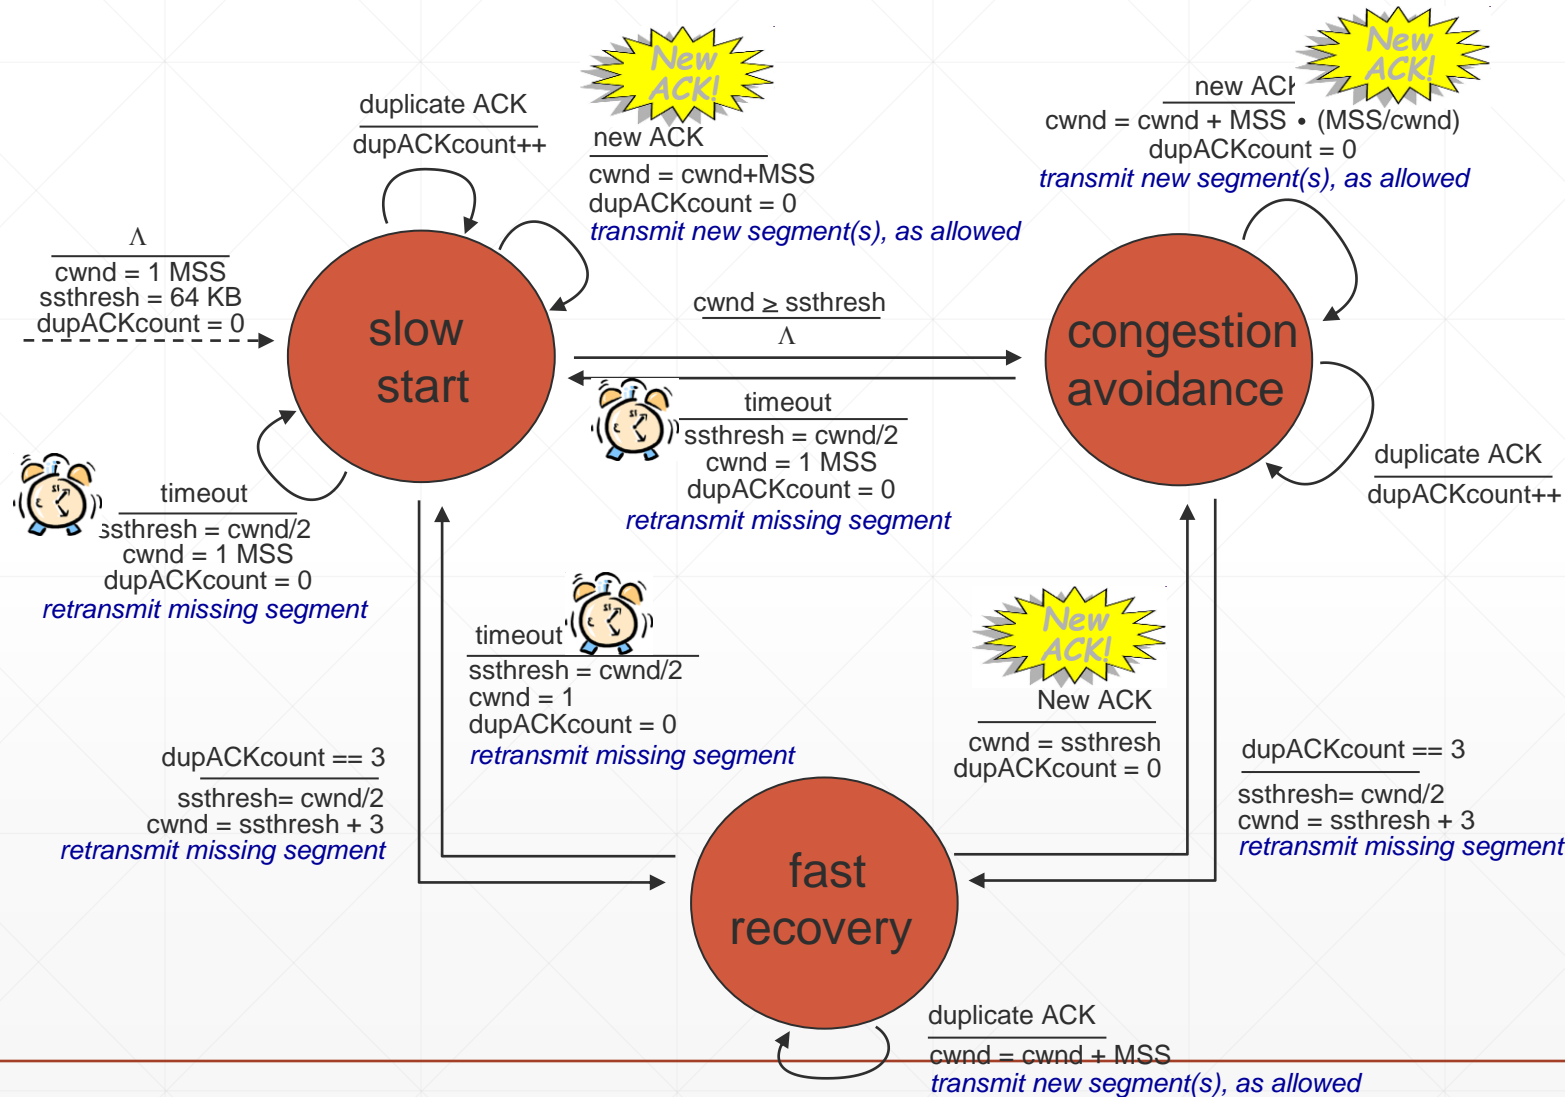 New
ACK!
duplicate ACK
dupACKcount++
new ACK
cwnd = cwnd+MSS
dupACKcount = 0
transmit new segment(s), as allowed
New
ACK!
new ACK
cwnd = cwnd + MSS • (MSS/cwnd)
dupACKcount = 0
transmit new segment(s), as allowed
Λ
cwnd = 1 MSS
ssthresh = 64 KB
dupACKcount = 0
slow
start
cwnd ≥ ssthresh
Λ
congestion
avoidance
timeout
ssthresh = cwnd/2
cwnd = 1 MSS
dupACKcount = 0
retransmit missing segment
duplicate ACK
dupACKcount++
timeout
ssthresh = cwnd/2
cwnd = 1 MSS
dupACKcount = 0
retransmit missing segment
timeout
ssthresh = cwnd/2
cwnd = 1
dupACKcount = 0
retransmit missing segment
New
ACK!
New ACK
cwnd = ssthresh
dupACKcount = 0
dupACKcount == 3
ssthresh= cwnd/2
cwnd = ssthresh + 3
retransmit missing segment
dupACKcount == 3
ssthresh= cwnd/2
cwnd = ssthresh + 3
retransmit missing segment
fast
recovery
duplicate ACK
cwnd = cwnd + MSS
transmit new segment(s), as allowed